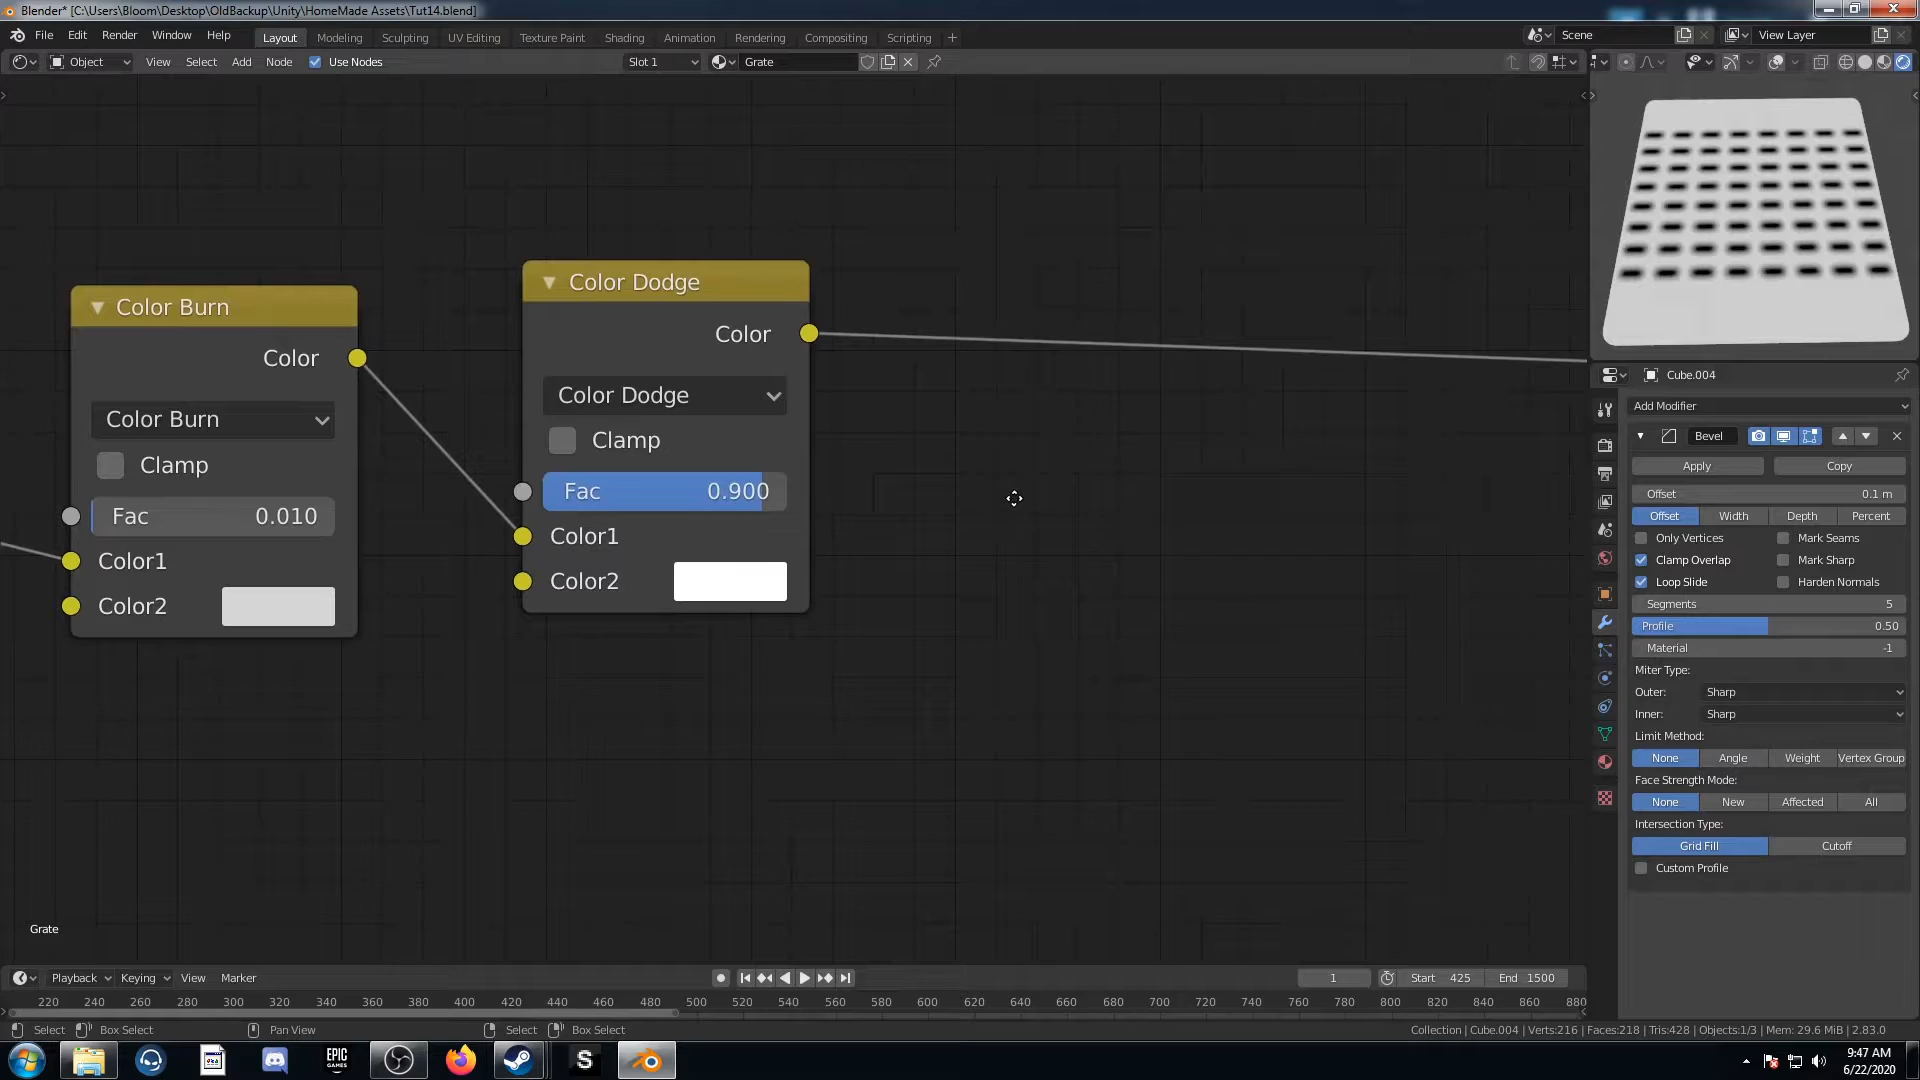 Blender* [C:\Users\Bloom\Desktop\OldBackup\Unity\HomeMade Assets\Tut14.blend]
File Edit Render Window Help Layout Modeling Sculpting UV Editing Texture Paint Shading Animation Rendering Compositing Scripting + Scene View Layer
Object View Select Add Node Use Nodes Slot 1 Grate
Color Burn
Color
Color Burn
Clamp
Fac 0.010
Color1
Color2
Color Dodge
Color
Color Dodge
Clamp
Fac 0.900
Color1
Color2
Grate
Cube.004
Add Modifier
Bevel
Apply Copy
Offset 0.1 m
Offset Width Depth Percent
Only Vertices Mark Seams
Clamp Overlap Mark Sharp
Loop Slide Harden Normals
Segments 5
Profile 0.50
Material -1
Miter Type:
Outer: Sharp
Inner: Sharp
Limit Method:
None Angle Weight Vertex Group
Face Strength Mode:
None New Affected All
Intersection Type:
Grid Fill Cutoff
Custom Profile
Playback Keying View Marker 1 Start 425 End 1500
220 240 260 280 300 320 340 360 380 400 420 440 460 480 500 520 540 560 580 600 620 640 660 680 700 720 740 760 780 800 820 840 860 880
Select Box Select Pan View Select Box Select Collection | Cube.004 | Verts:216 | Faces:218 | Tris:428 | Objects:1/3 | Mem: 29.6 MiB | 2.83.0
EPIC GAMES
S
9:47 AM
6/22/2020